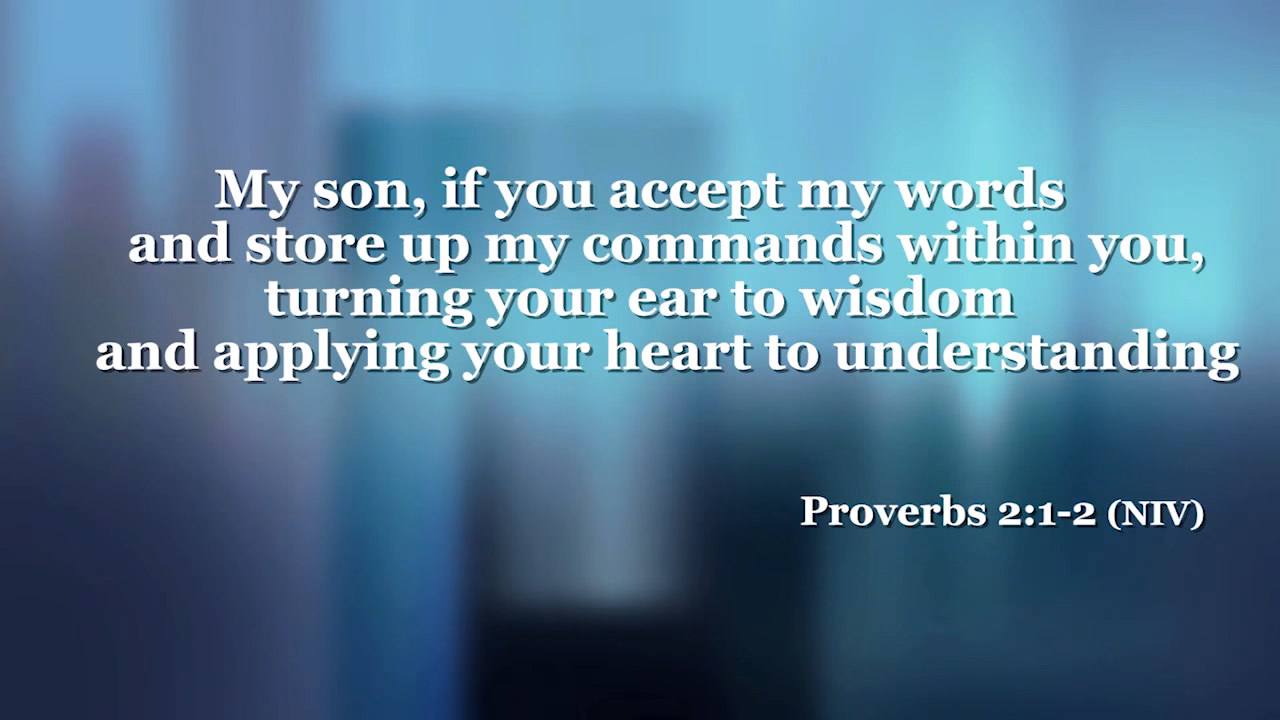 My son, if you accept my words
and store up my commands within you,
turning your ear to wisdom
and applying your heart to understanding
Proverbs 2:1-2 (NIV)